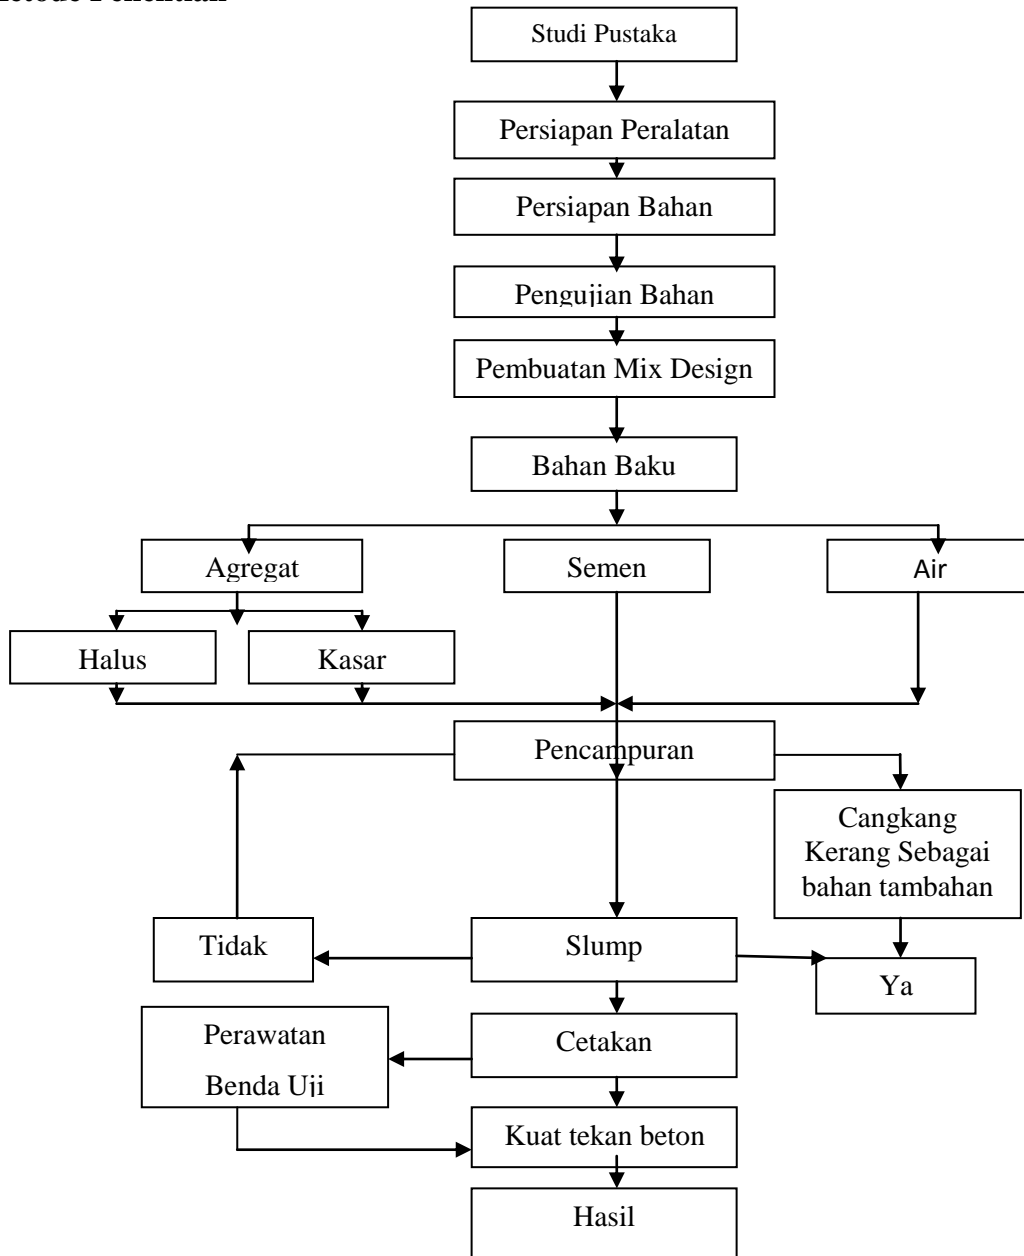 Studi Pustaka
Persiapan Peralatan
Persiapan Bahan
Pengujian Bahan
Pembuatan Mix Design
Bahan Baku
Agregat
Semen
Air
Halus
Kasar
Pencampuran
Cangkang
Kerang Sebagai
bahan tambahan
Tidak
Slump
Ya
Perawatan
Benda Uji
Cetakan
Kuat tekan beton
Hasil